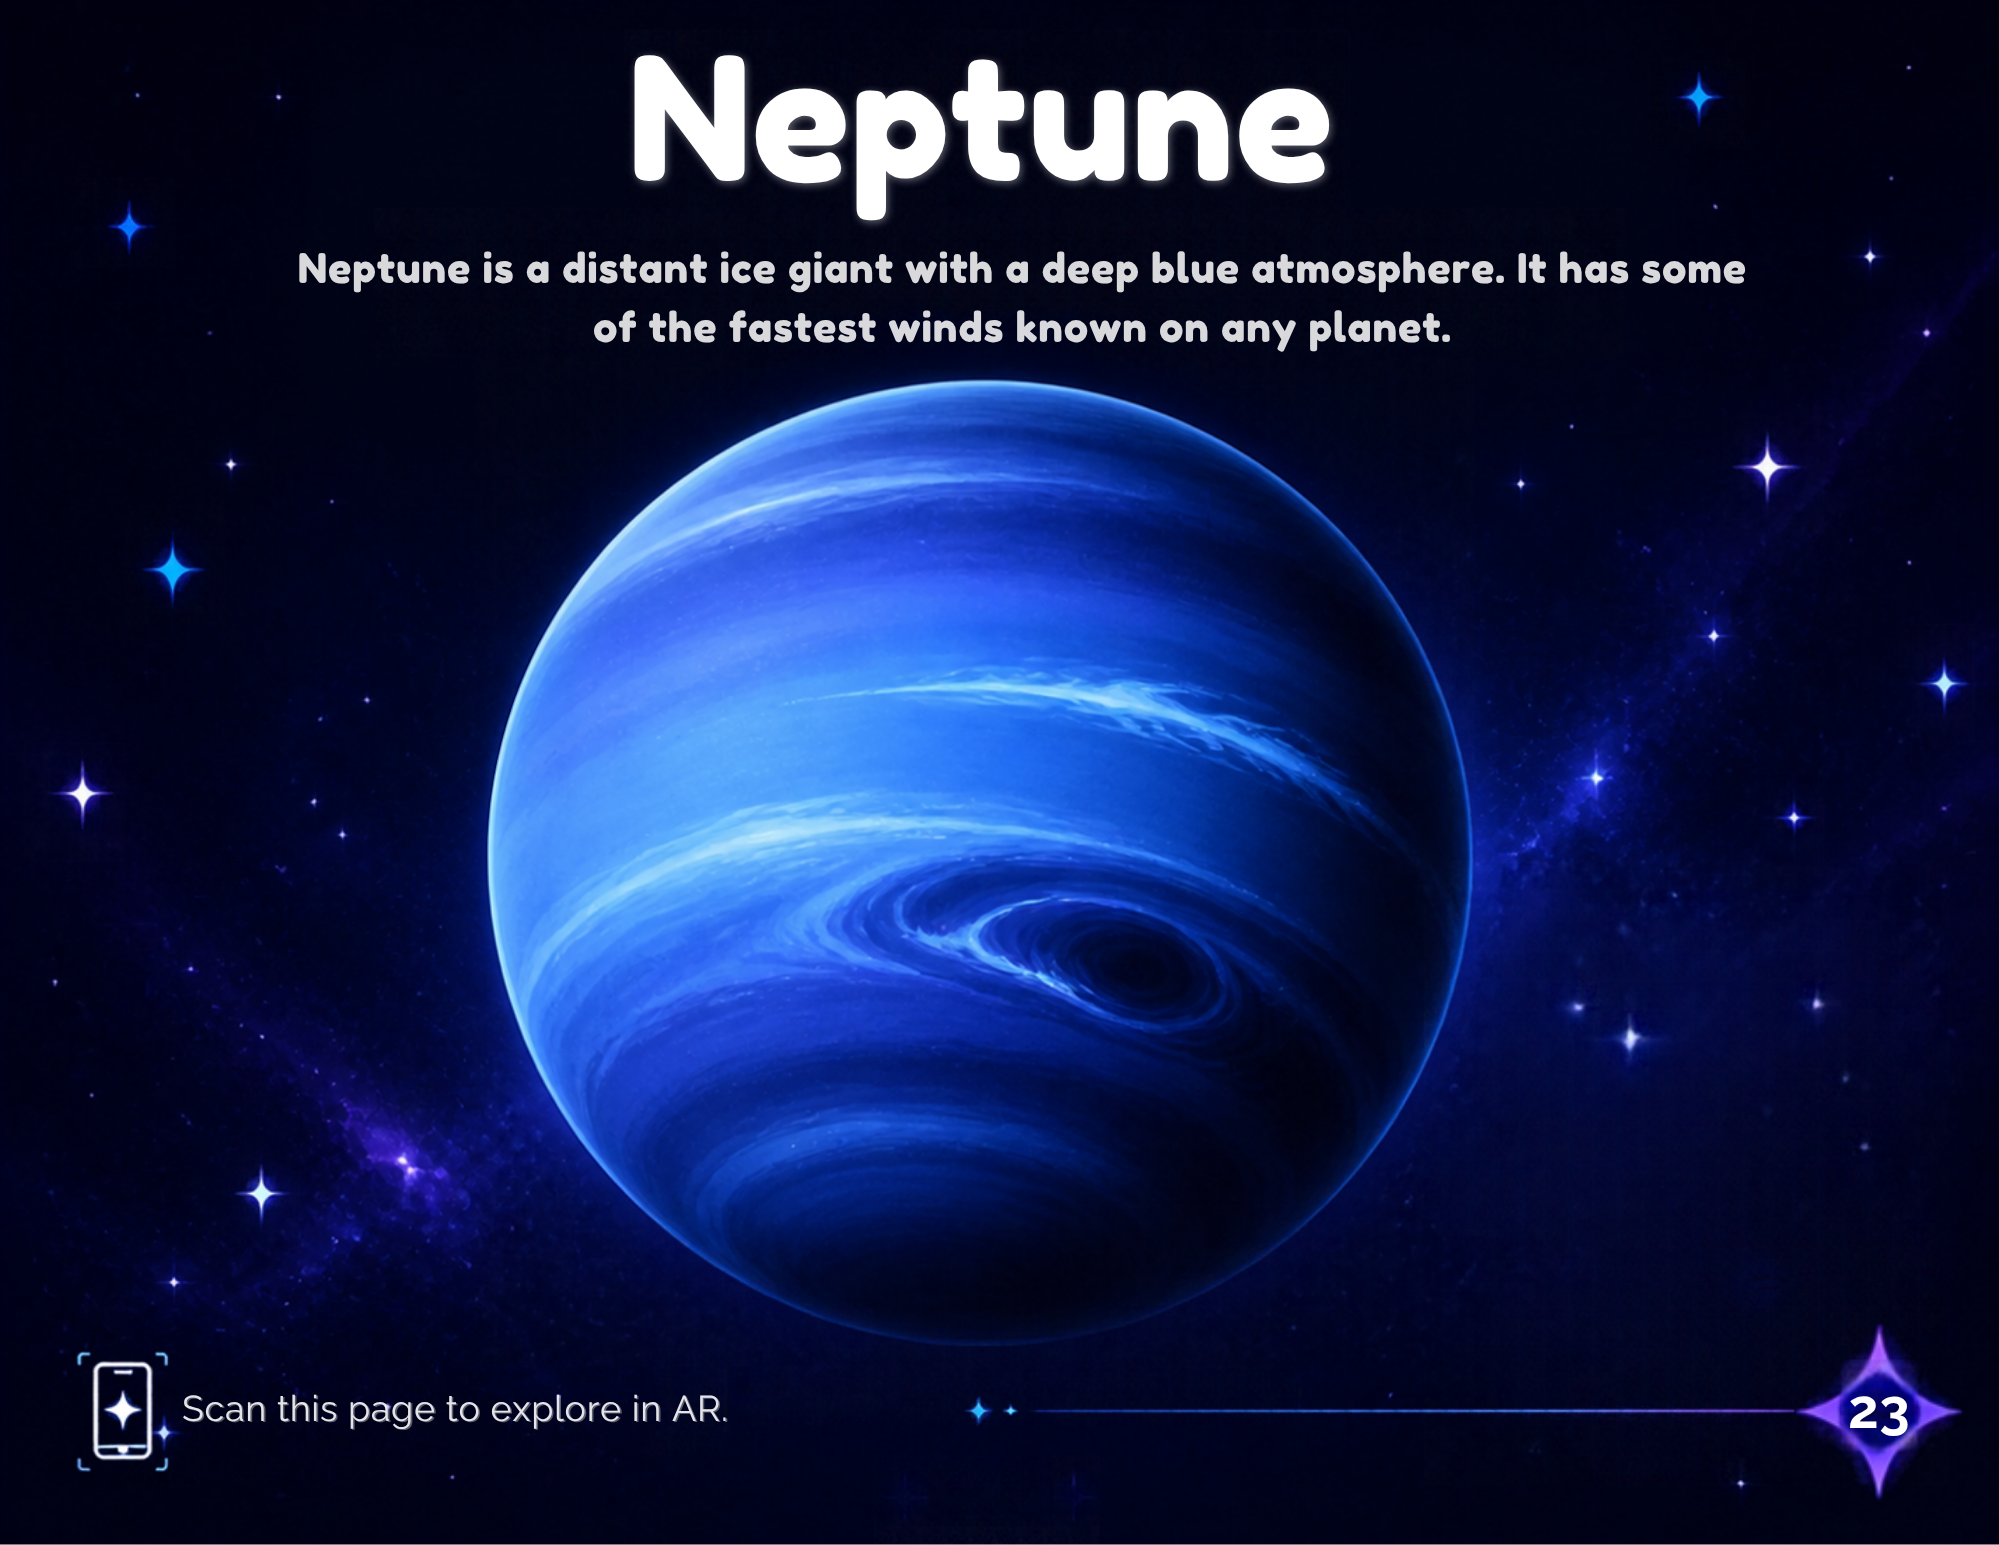 Neptune
Neptune is a distant ice giant with a deep blue atmosphere. It has some
of the fastest winds known on any planet.
Scan this page to explore in AR.
23